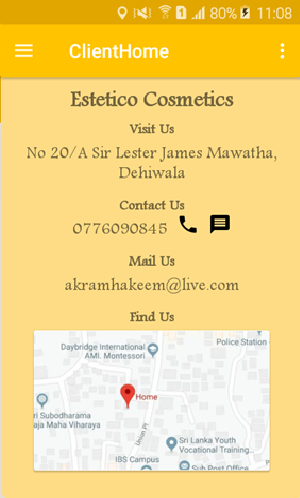 80% 11:08
ClientHome
Estetico Cosmetics
Visit Us
No 20/A Sir Lester James Mawatha,
Dehiwala
Contact Us
0776090845
Mail Us
akramhakeem@live.com
Find Us
Daybridge International
AMI. Montessori
Police Station
Home
ri Subodharama
aja Maha Viharaya
Union Pl
Sri Lanka Youth
Vocational Training...
IBS Campus
Sub Post Office